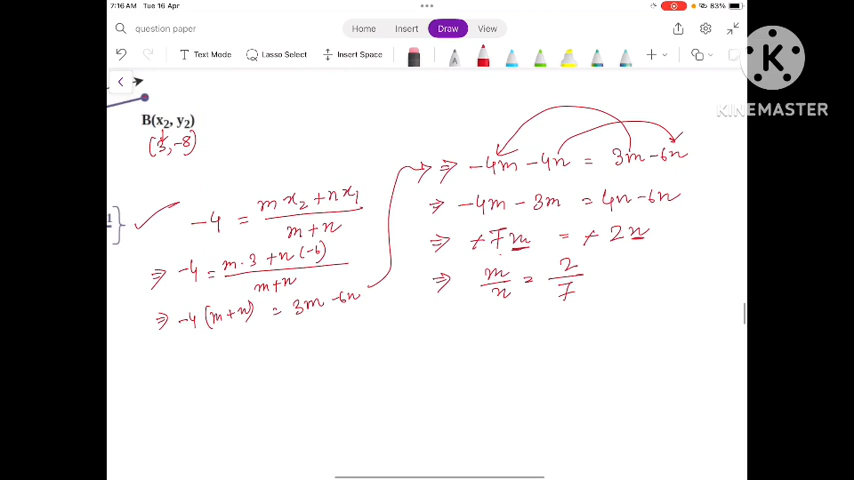 7:16 AM Tue 16 Apr
83%
question paper
Home Insert Draw View
Text Mode Lasso Select Insert Space
K
KINEMASTER
B(x₂, y₂)
(3, -8)
-4 = (m x₂ + n x₁)/(m + n)
⇒ -4 = (m·3 + n(-6))/(m+n)
⇒ -4(m+n) = 3m -6n
⇒ -4m -4n = 3m -6n
⇒ -4m - 3m = 4n -6n
⇒ -7m = -2n
⇒ m/n = 2/7